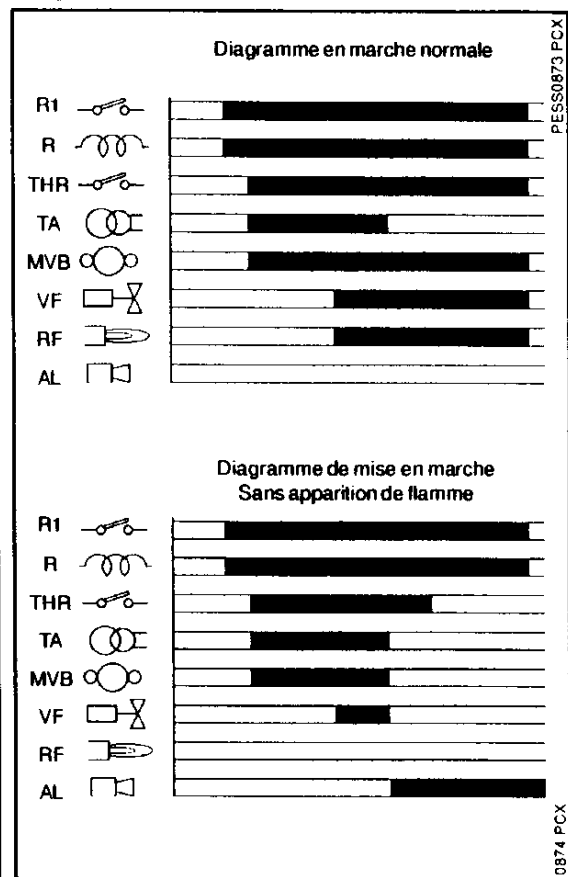 Diagramme en marche normale
PESS0873 PCX
R1
R
THR
TA
MVB
VF
RF
AL
Diagramme de mise en marche
Sans apparition de flamme
R1
R
THR
TA
MVB
VF
RF
AL
0874 PCX